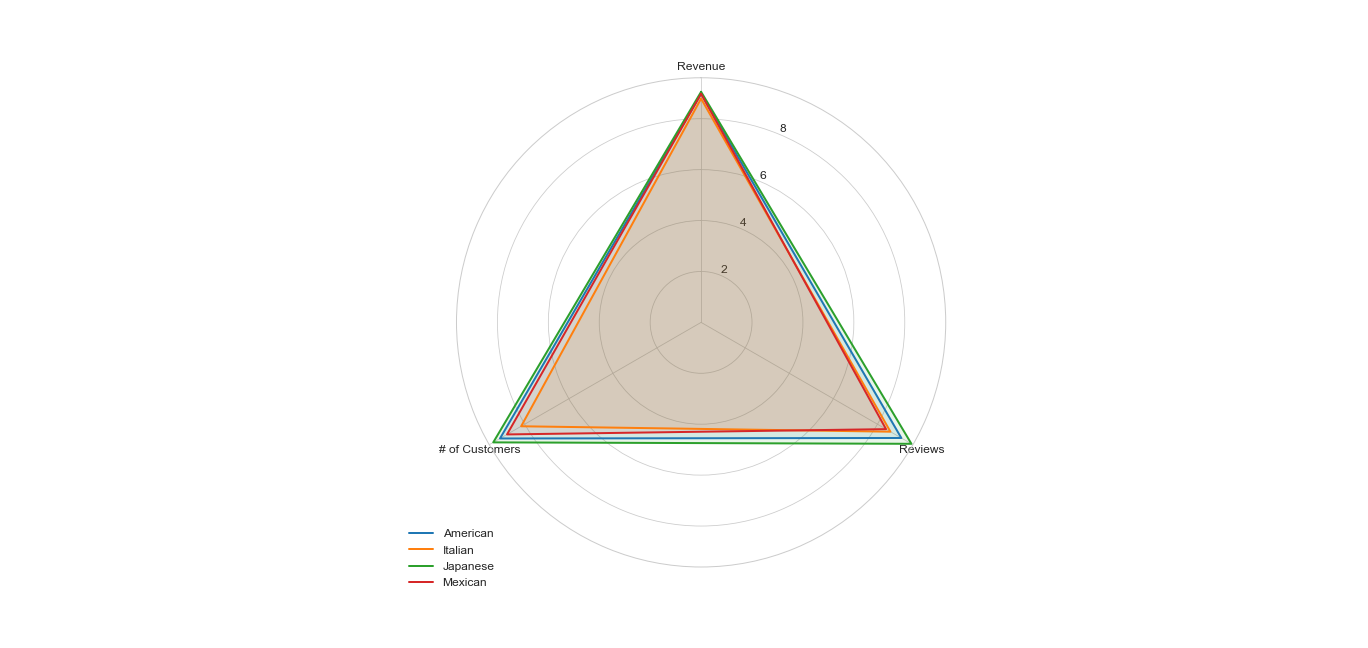 Revenue
8
6
4
2
# of Customers
Reviews
American
Italian
Japanese
Mexican